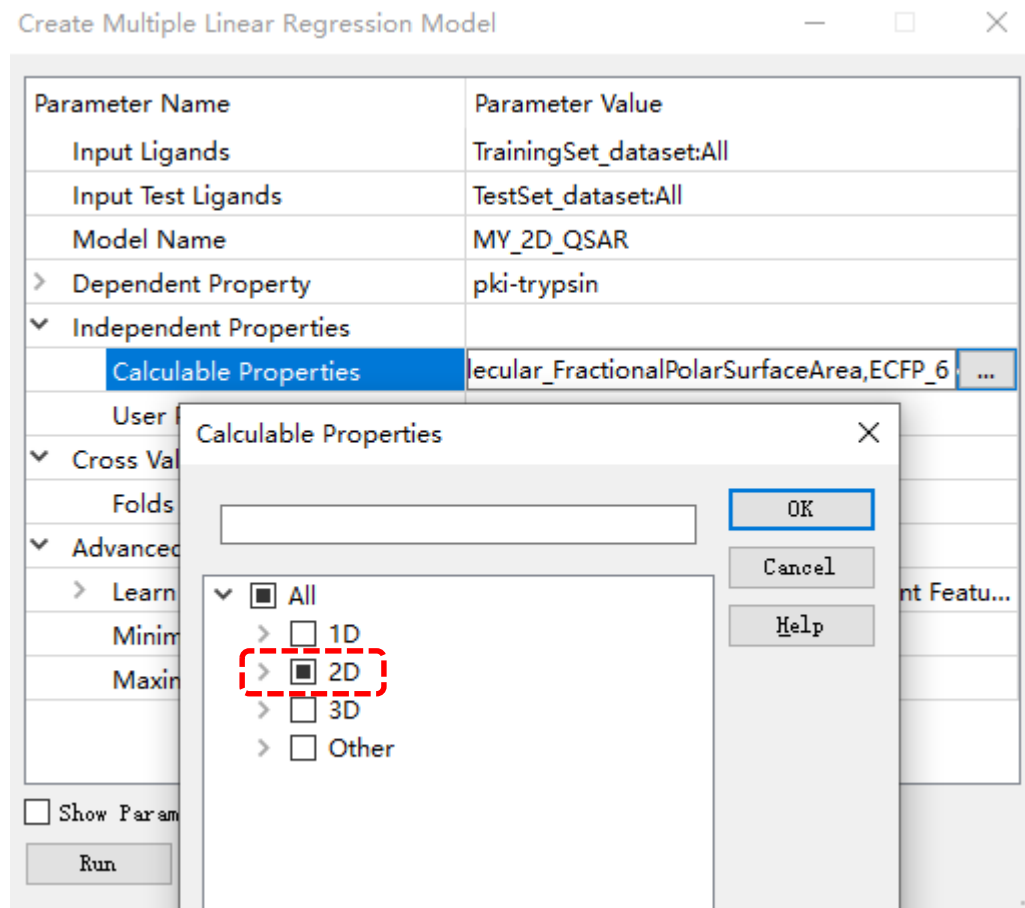 Create Multiple Linear Regression Model
Parameter Name Parameter Value
Input Ligands TrainingSet_dataset:All
Input Test Ligands TestSet_dataset:All
Model Name MY_2D_QSAR
Dependent Property pki-trypsin
Independent Properties
Calculable Properties lecular_FractionalPolarSurfaceArea,ECFP_6 ...
User
Calculable Properties
Cross Val
Folds
OK
Advanced
Cancel
Learn nt Featu...
All
Help
1D
Minim
2D
Maxin
3D
Other
Show Param
Run